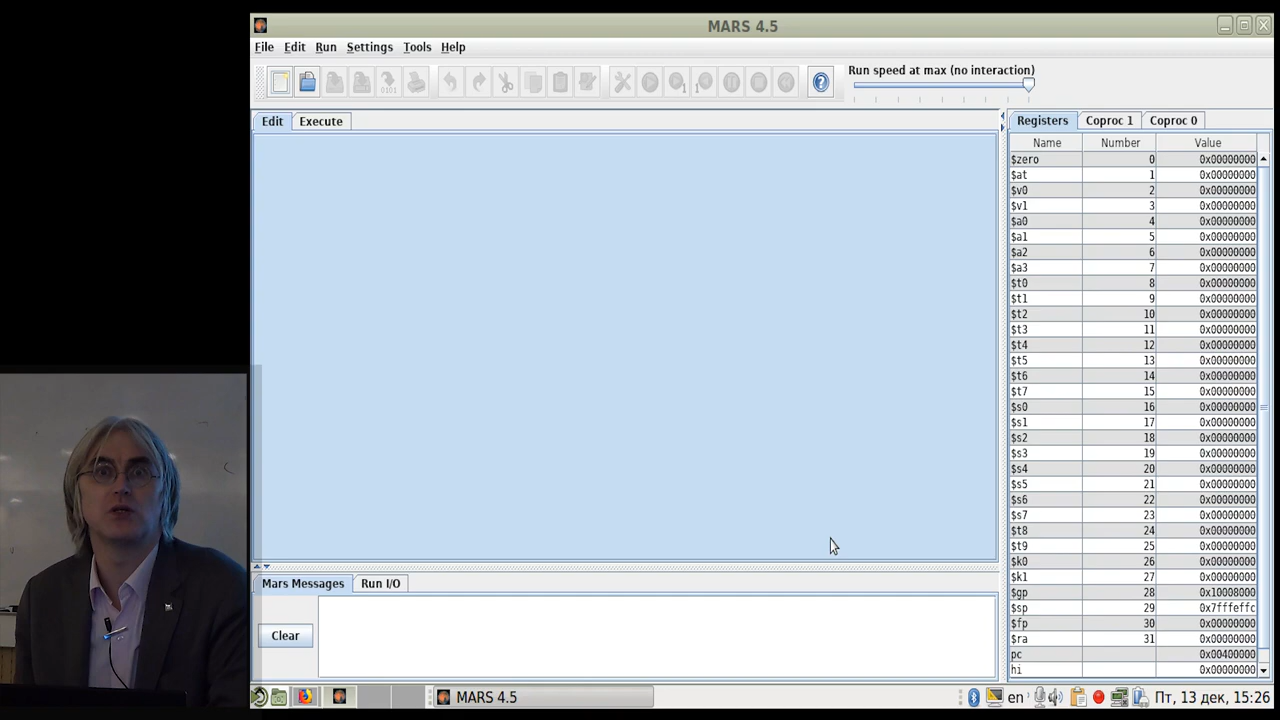 MARS 4.5
File Edit Run Settings Tools Help
Run speed at max (no interaction)
Edit Execute
Registers Coproc 1 Coproc 0
Name Number Value
$zero 0 0x00000000
$at 1 0x00000000
$v0 2 0x00000000
$v1 3 0x00000000
$a0 4 0x00000000
$a1 5 0x00000000
$a2 6 0x00000000
$a3 7 0x00000000
$t0 8 0x00000000
$t1 9 0x00000000
$t2 10 0x00000000
$t3 11 0x00000000
$t4 12 0x00000000
$t5 13 0x00000000
$t6 14 0x00000000
$t7 15 0x00000000
$s0 16 0x00000000
$s1 17 0x00000000
$s2 18 0x00000000
$s3 19 0x00000000
$s4 20 0x00000000
$s5 21 0x00000000
$s6 22 0x00000000
$s7 23 0x00000000
$t8 24 0x00000000
$t9 25 0x00000000
$k0 26 0x00000000
$k1 27 0x00000000
$gp 28 0x10008000
$sp 29 0x7fffeffc
$fp 30 0x00000000
$ra 31 0x00000000
pc 0x00400000
hi 0x00000000
Mars Messages Run I/O
Clear
MARS 4.5
en
Пт, 13 дек, 15:26